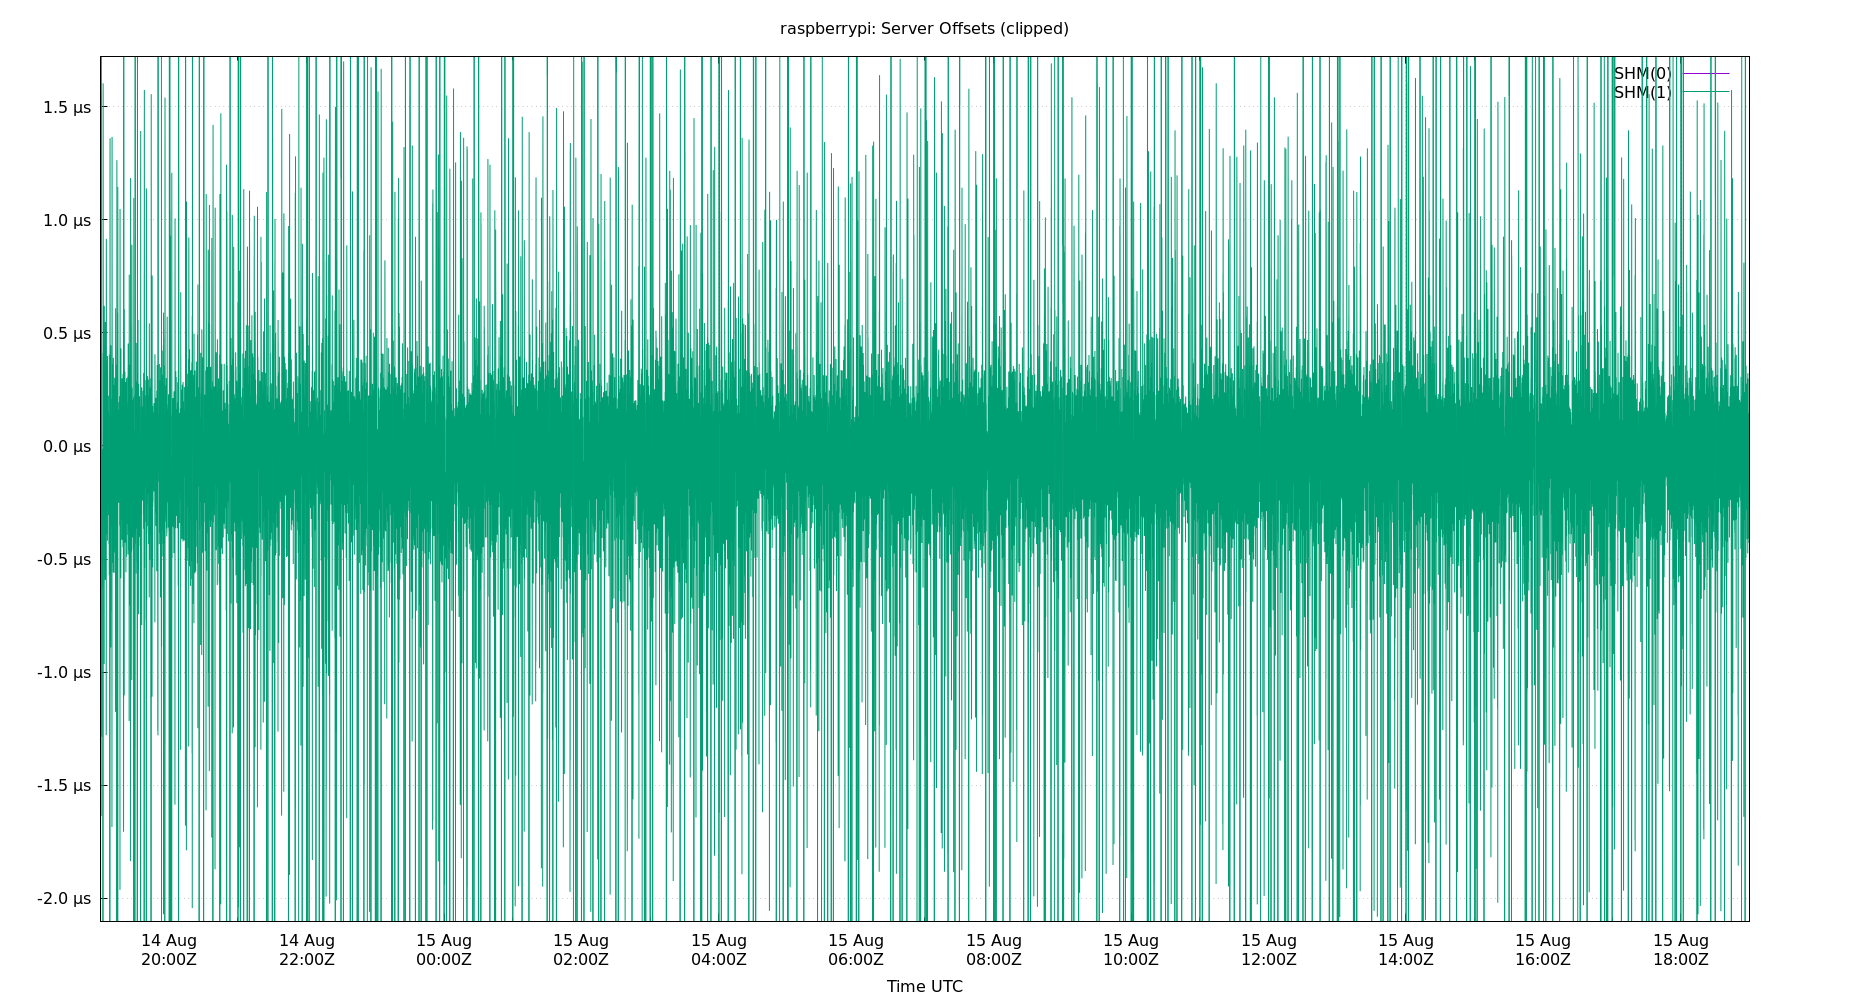 raspberrypi: Server Offsets (clipped)
SHM(0)
SHM(1)
1.5 µs
1.0 µs
0.5 µs
0.0 µs
-0.5 µs
-1.0 µs
-1.5 µs
-2.0 µs
14 Aug 14 Aug 15 Aug 15 Aug 15 Aug 15 Aug 15 Aug 15 Aug 15 Aug 15 Aug 15 Aug 15 Aug
20:00Z 22:00Z 00:00Z 02:00Z 04:00Z 06:00Z 08:00Z 10:00Z 12:00Z 14:00Z 16:00Z 18:00Z
Time UTC